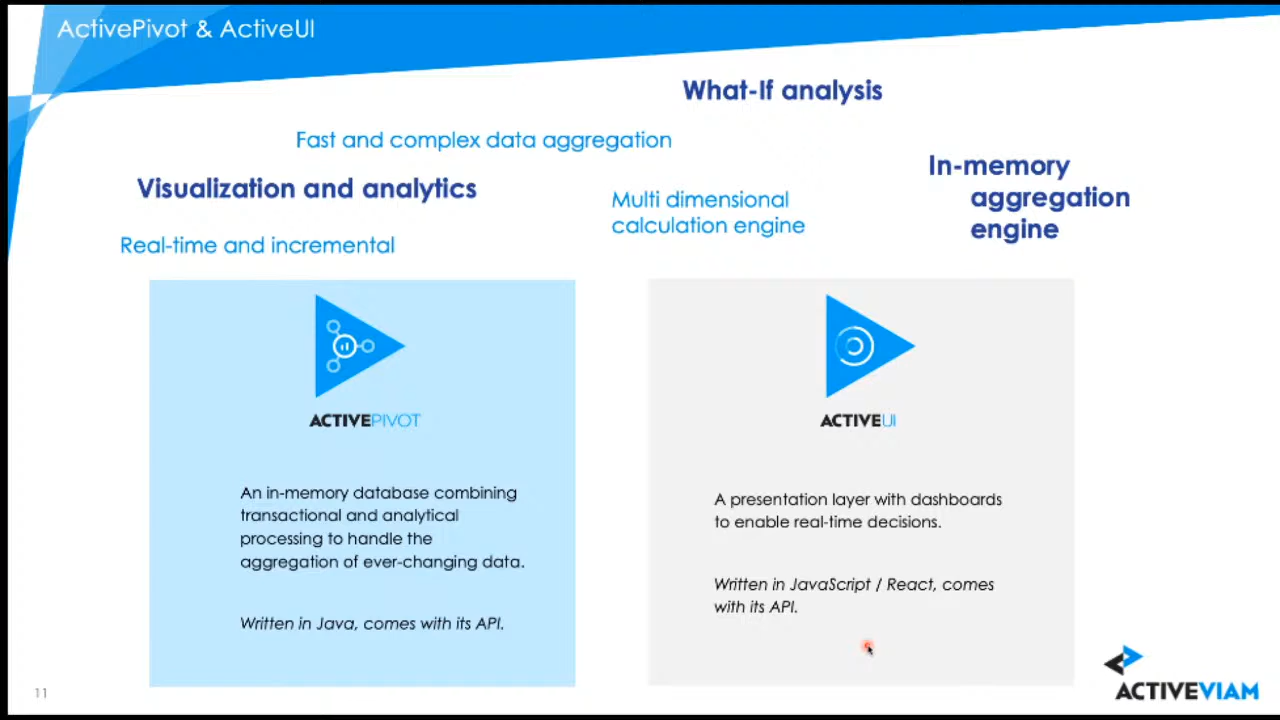 ActivePivot & ActiveUI
What-If analysis
Fast and complex data aggregation
In-memory
aggregation
engine
Visualization and analytics
Multi dimensional
calculation engine
Real-time and incremental
ACTIVEPIVOT
An in-memory database combining
transactional and analytical
processing to handle the
aggregation of ever-changing data.
Written in Java, comes with its API.
ACTIVEUI
A presentation layer with dashboards
to enable real-time decisions.
Written in JavaScript / React, comes
with its API.
11
ACTIVEVIAM